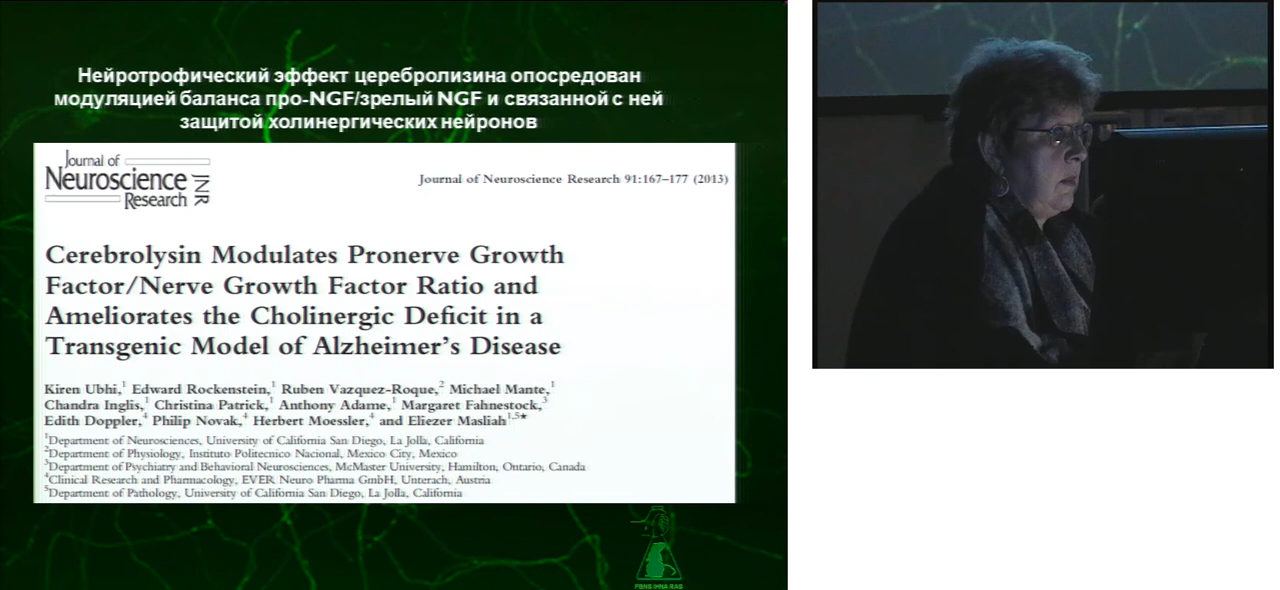 Нейротрофический эффект церебролизина опосредован
модуляцией баланса про-NGF/зрелый NGF и связанной с ней
защитой холинергических нейронов
Journal of
Neuroscience
Research
JNR
Journal of Neuroscience Research 91:167–177 (2013)
Cerebrolysin Modulates Pronerve Growth
Factor/Nerve Growth Factor Ratio and
Ameliorates the Cholinergic Deficit in a
Transgenic Model of Alzheimer’s Disease
Kiren Ubhi,1 Edward Rockenstein,1 Ruben Vazquez-Roque,2 Michael Mante,1
Chandra Inglis,1 Christina Patrick,1 Anthony Adame,1 Margaret Fahnestock,3
Edith Doppler,4 Philip Novak,4 Herbert Moessler,4 and Eliezer Masliah1,5★
1Department of Neurosciences, University of California San Diego, La Jolla, California
2Department of Physiology, Instituto Politecnico Nacional, Mexico City, Mexico
3Department of Psychiatry and Behavioral Neurosciences, McMaster University, Hamilton, Ontario, Canada
4Clinical Research and Pharmacology, EVER Neuro Pharma GmbH, Unterach, Austria
5Department of Pathology, University of California San Diego, La Jolla, California
FBNS IHNA RAS